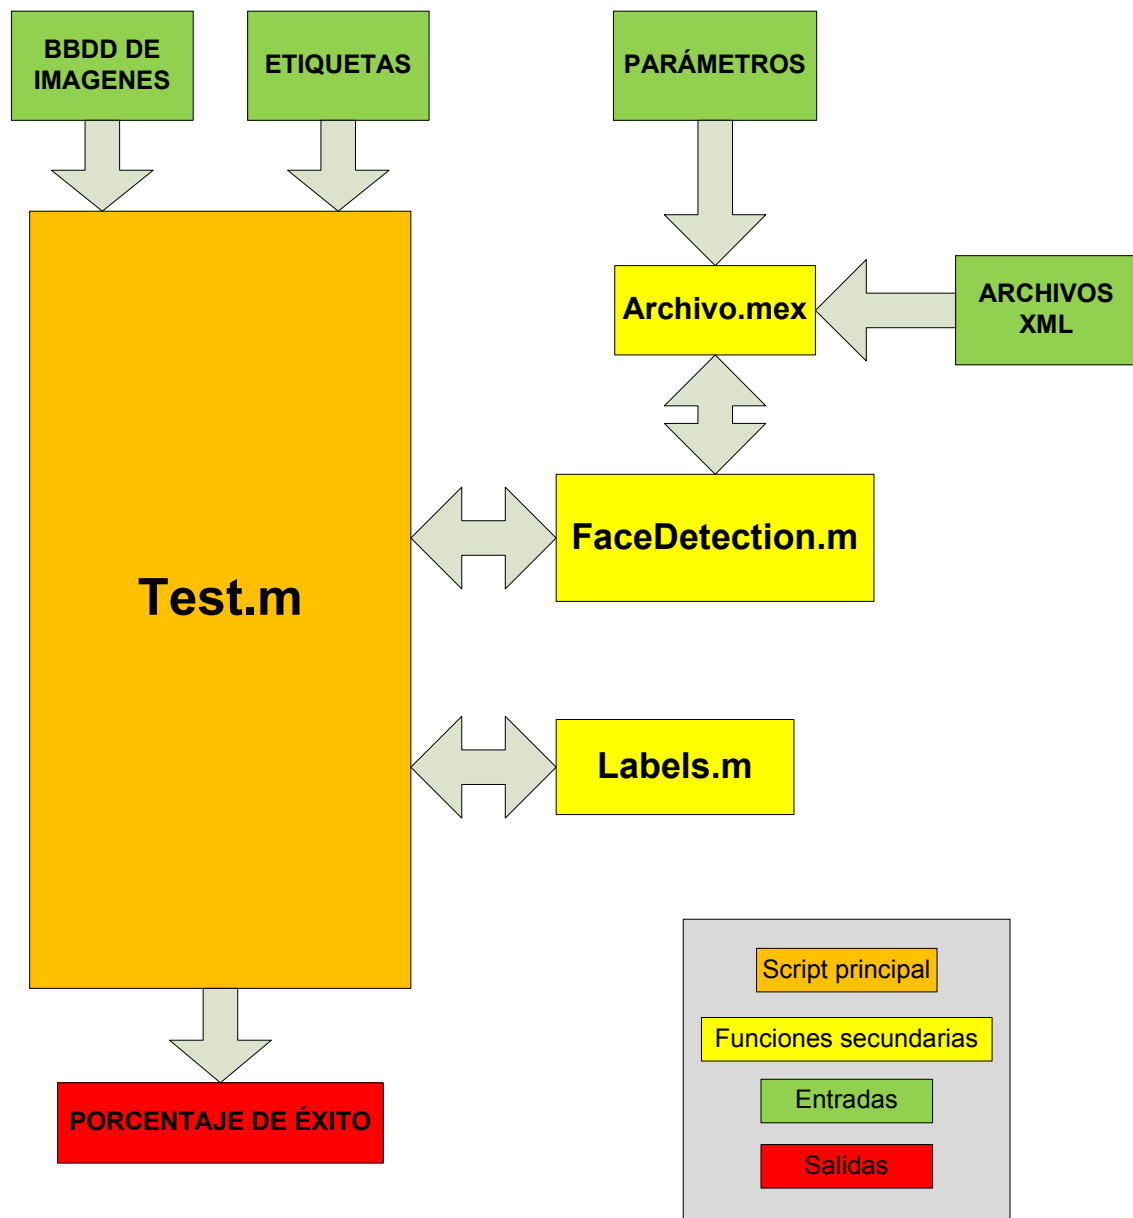 BBDD DE
IMAGENES
ETIQUETAS
PARÁMETROS
Archivo.mex
ARCHIVOS
XML
FaceDetection.m
Test.m
Labels.m
Script principal
Funciones secundarias
Entradas
Salidas
PORCENTAJE DE ÉXITO